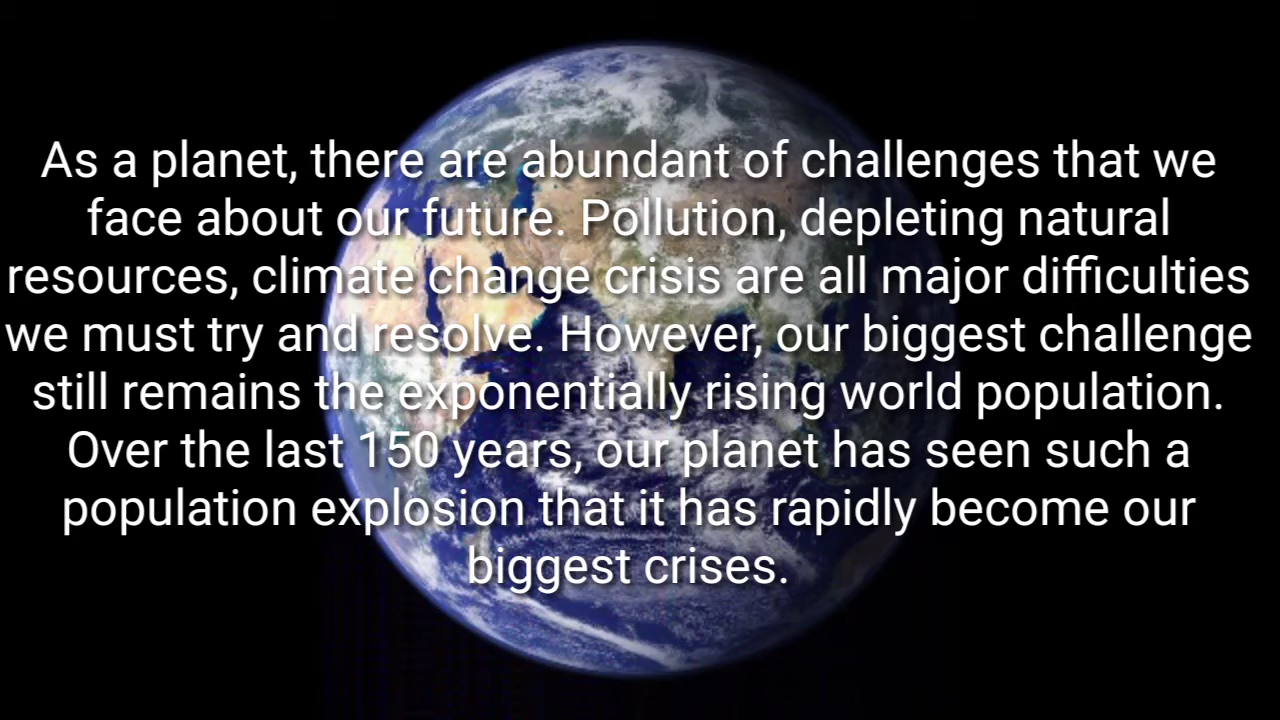 As a planet, there are abundant of challenges that we
face about our future. Pollution, depleting natural
resources, climate change crisis are all major difficulties
we must try and resolve. However, our biggest challenge
still remains the exponentially rising world population.
Over the last 150 years, our planet has seen such a
population explosion that it has rapidly become our
biggest crises.